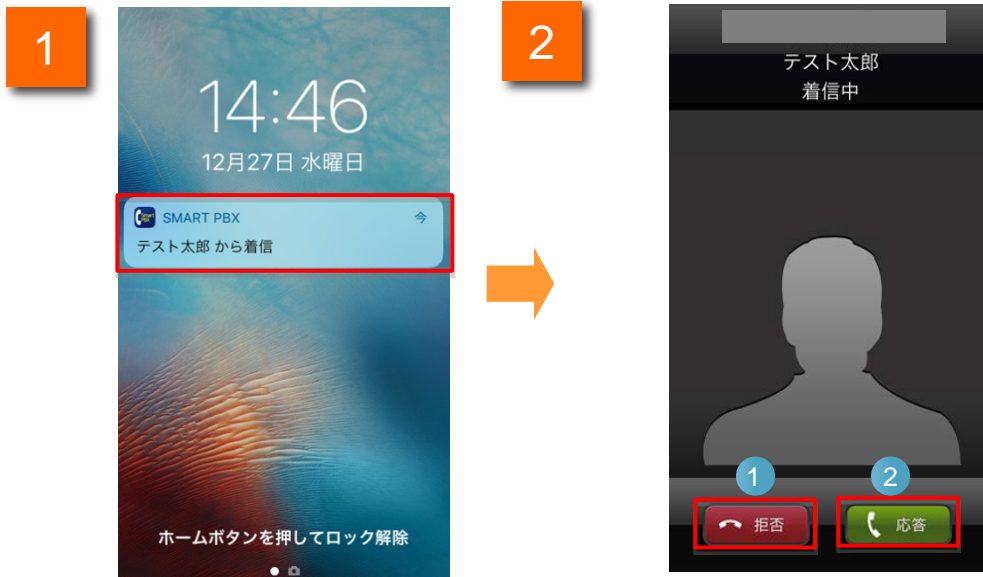 1
14:46
12月27日 水曜日
SMART PBX 今
テスト太郎 から着信
ホームボタンを押してロック解除
2
テスト太郎
着信中
1
2
拒否
応答